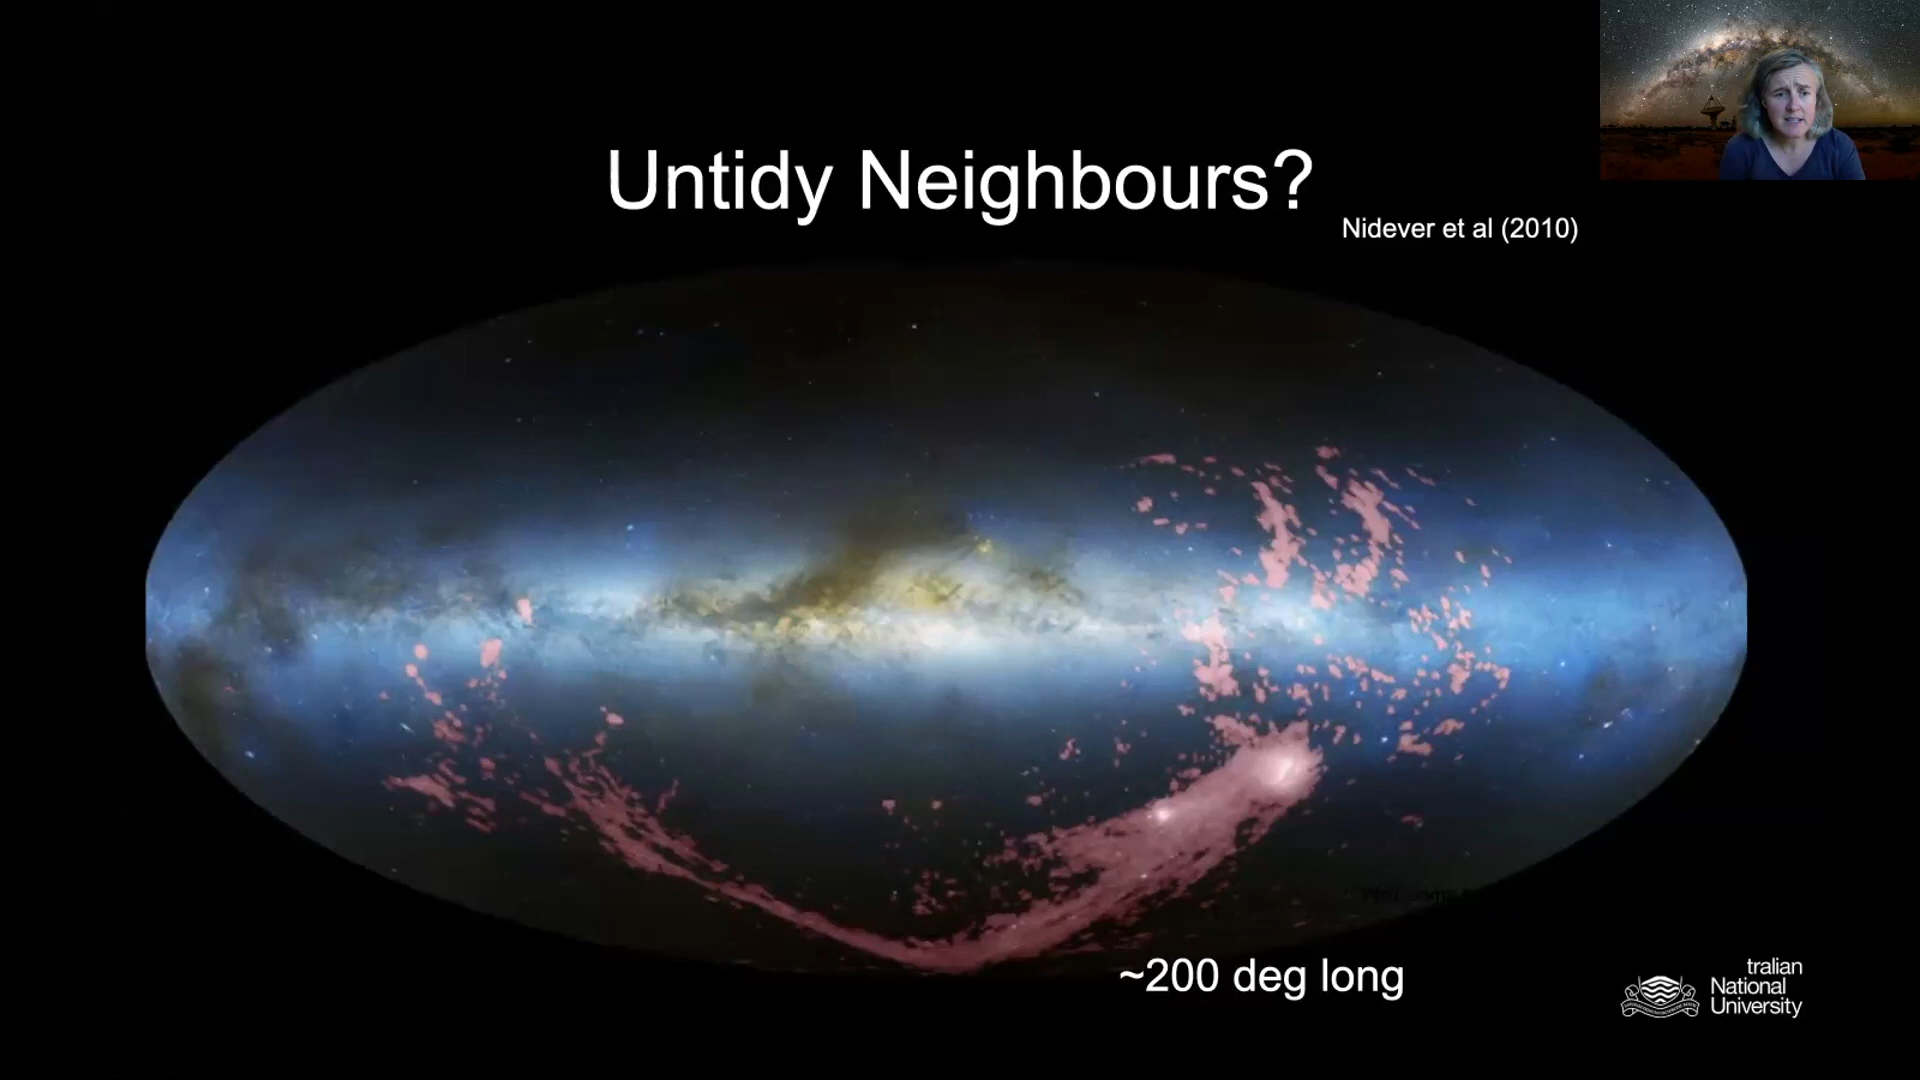 Untidy Neighbours?
Nidever et al (2010)
~200 deg long
tralian
National
University